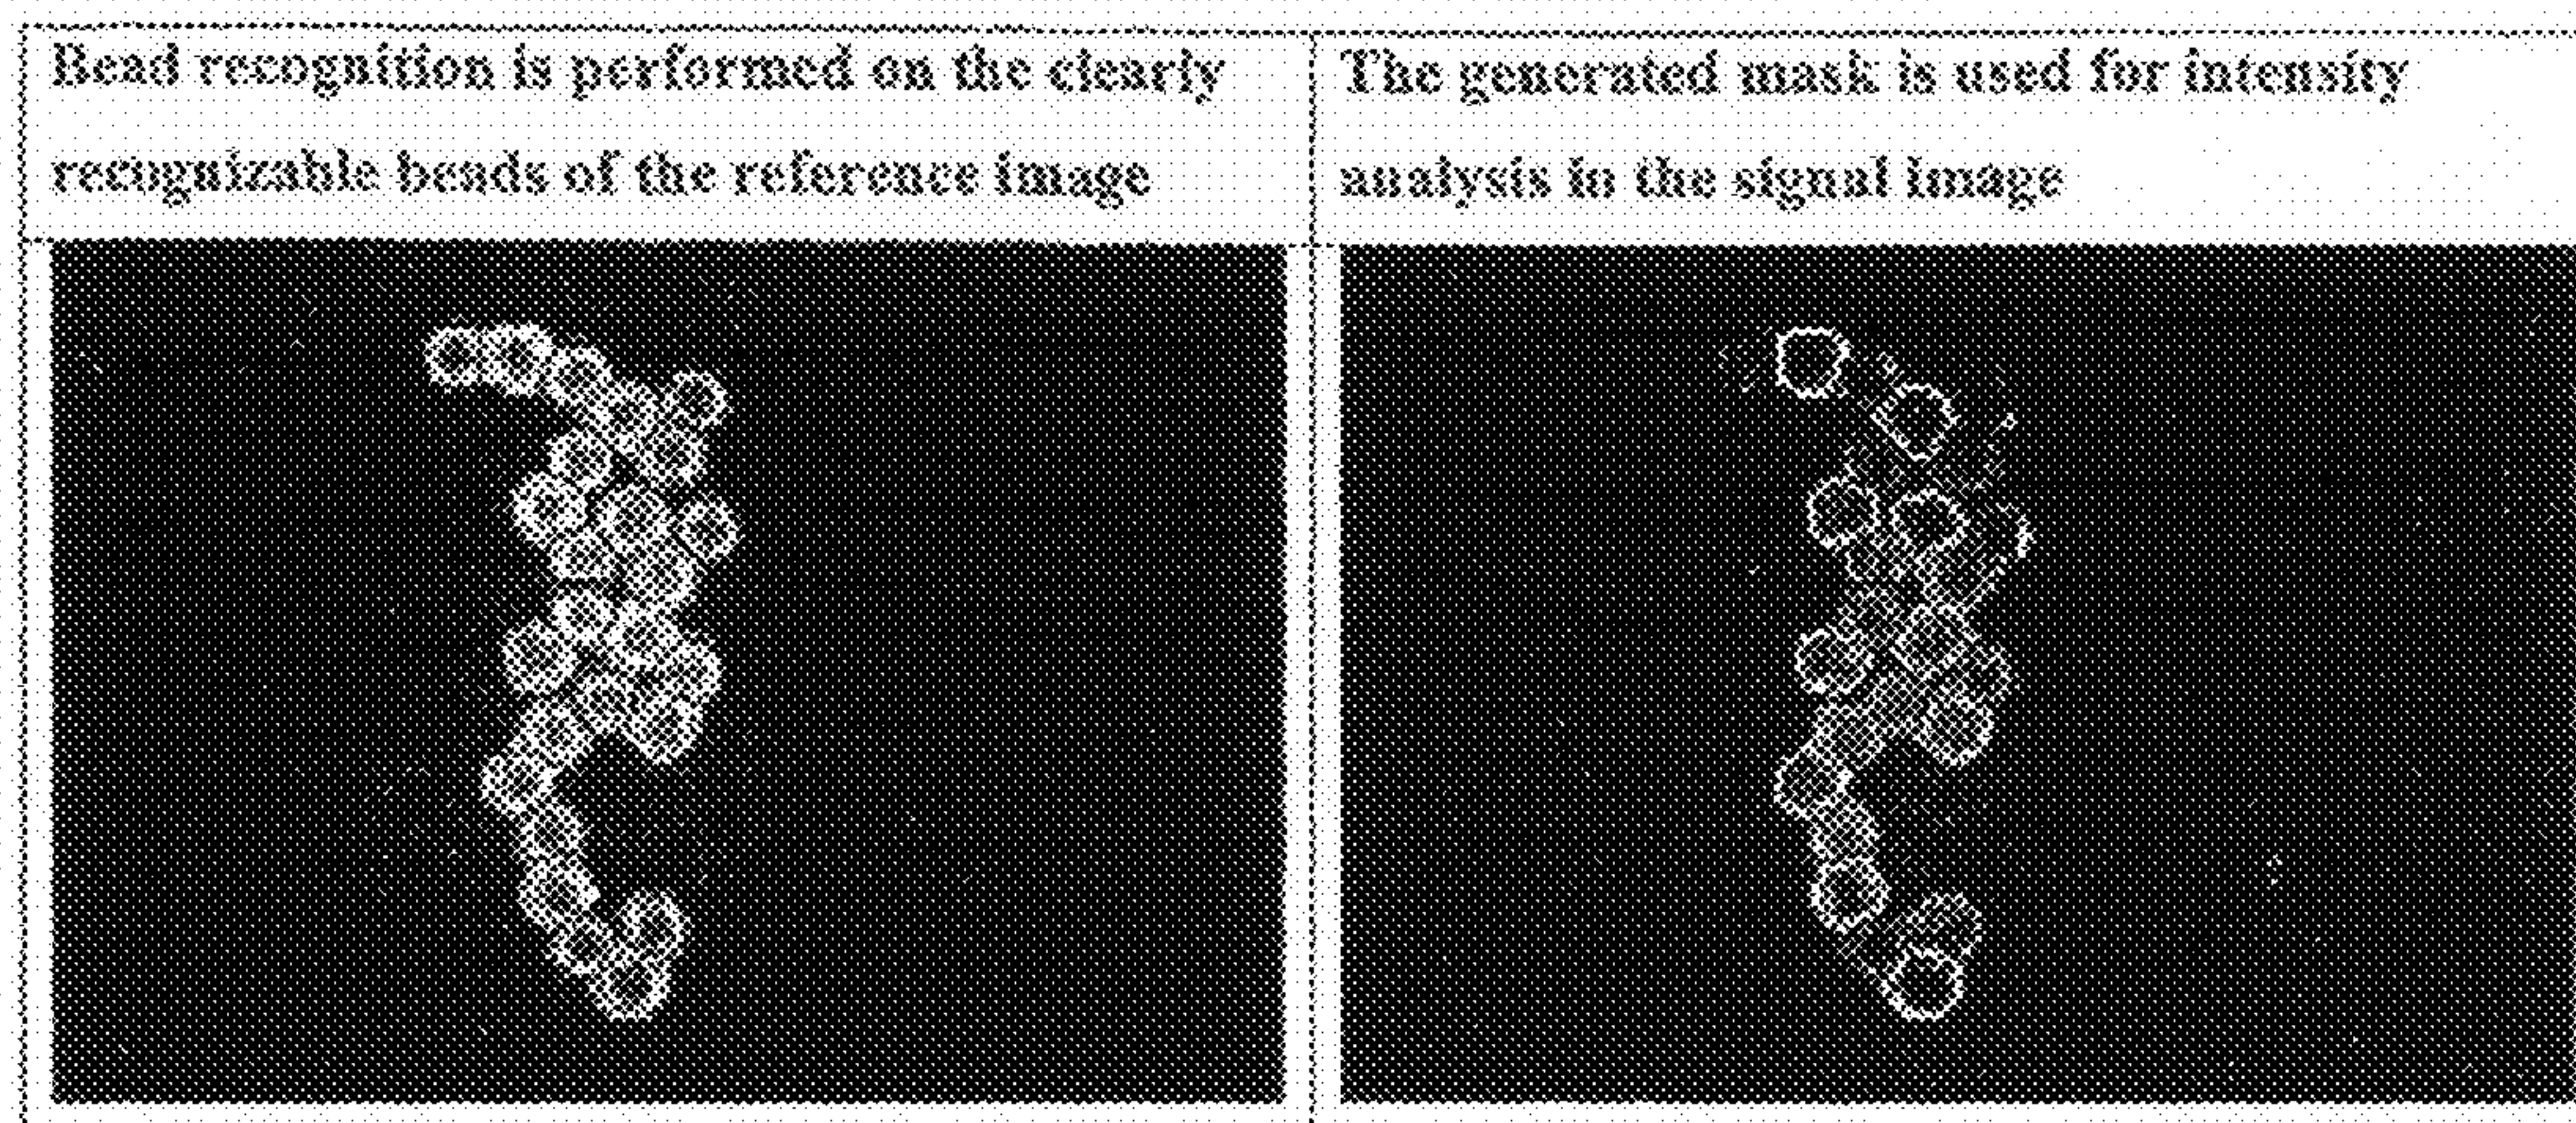 Bead recognition is performed on the clearly
recognizable beads of the reference image
The generated mask is used for intensity
analysis in the signal image